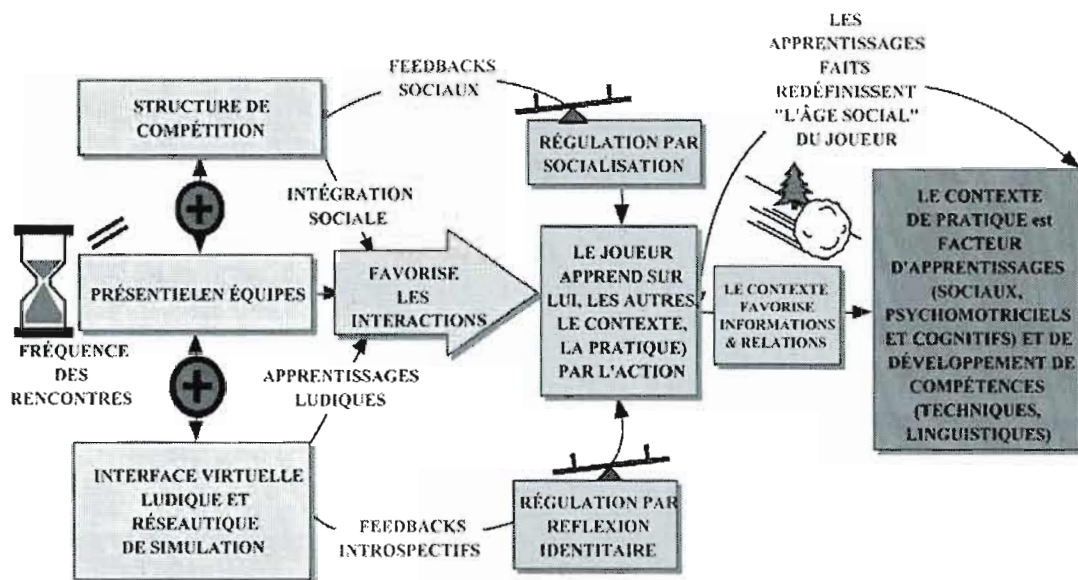 STRUCTURE DE
COMPÉTITION
FEEDBACKS
SOCIAUX
RÉGULATION PAR
SOCIALISATION
LES
APPRENTISSAGES
FAITS
REDÉFINISSENT
"L'ÂGE SOCIAL"
DU JOUEUR
INTÉGRATION
SOCIALE
FRÉQUENCE
DES
RENCONTRES
PRÉSENTIELEN ÉQUIPES
FAVORISE
LES
INTERACTIONS
LE JOUEUR
APPREND SUR
LUI, LES AUTRES,
LE CONTEXTE,
LA PRATIQUE)
PAR L'ACTION
LE CONTEXTE
FAVORISE
INFORMATIONS
& RELATIONS
LE CONTEXTE
DE PRATIQUE est
FACTEUR
D'APPRENTISSAGES
(SOCIAUX,
PSYCHOMOTRICIELS
ET COGNITIFS) ET DE
DÉVELOPPEMENT DE
COMPÉTENCES
(TECHNIQUES,
LINGUISTIQUES)
APPRENTISSAGES
LUDIQUES
INTERFACE VIRTUELLE
LUDIQUE ET
RÉSEAUTIQUE
DE SIMULATION
FEEDBACKS
INTROSPECTIFS
RÉGULATION PAR
REFLEXION
IDENTITAIRE